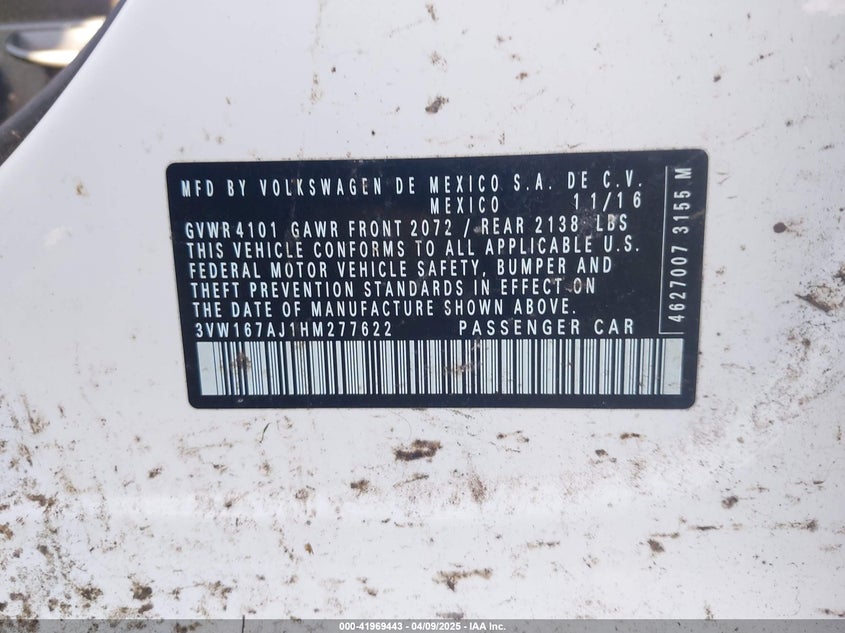 MFD BY VOLKSWAGEN DE MEXICO S.A. DE C.V.
MEXICO 11/16
GVWR 4101 GAWR FRONT 2072 / REAR 2138 LBS
THIS VEHICLE CONFORMS TO ALL APPLICABLE U.S.
FEDERAL MOTOR VEHICLE SAFETY, BUMPER AND
THEFT PREVENTION STANDARDS IN EFFECT ON
THE DATE OF MANUFACTURE SHOWN ABOVE.
3VW167AJ1HM277622 PASSENGER CAR
4627007 3155 M
000-41969443 - 04/09/2025 - IAA Inc.